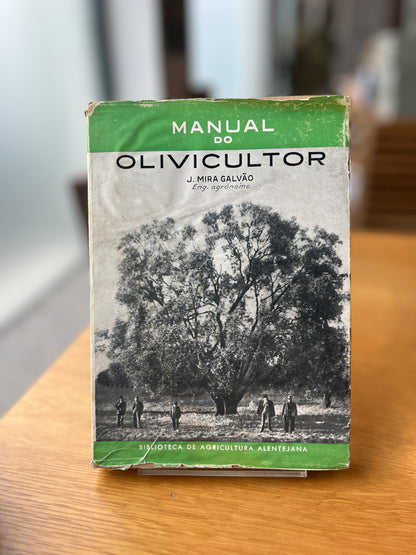 MANUAL
DO
OLIVICULTOR
J. MIRA GALVÃO
Eng. agrónomo
BIBLIOTECA DE AGRICULTURA ALENTEJANA